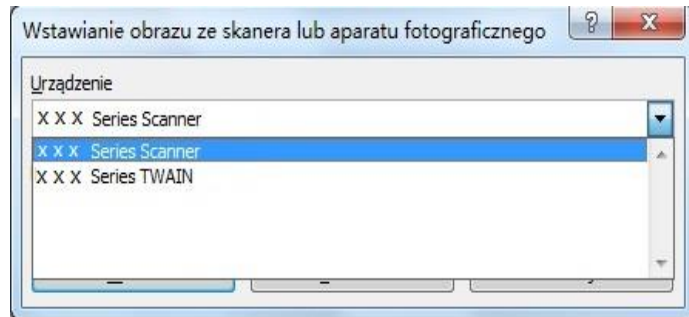 Wstawianie obrazu ze skanera lub aparatu fotograficznego
Urządzenie
X X X Series Scanner
X X X Series Scanner
X X X Series TWAIN